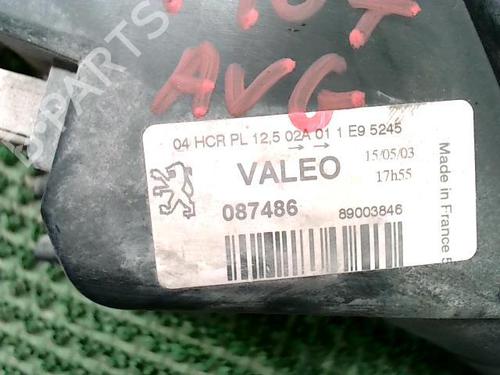 AVG
04 HCR PL 12,5 02A 01 1 E9 5245
VALEO
15/05/03
17h55
087486
89003846
Made in France